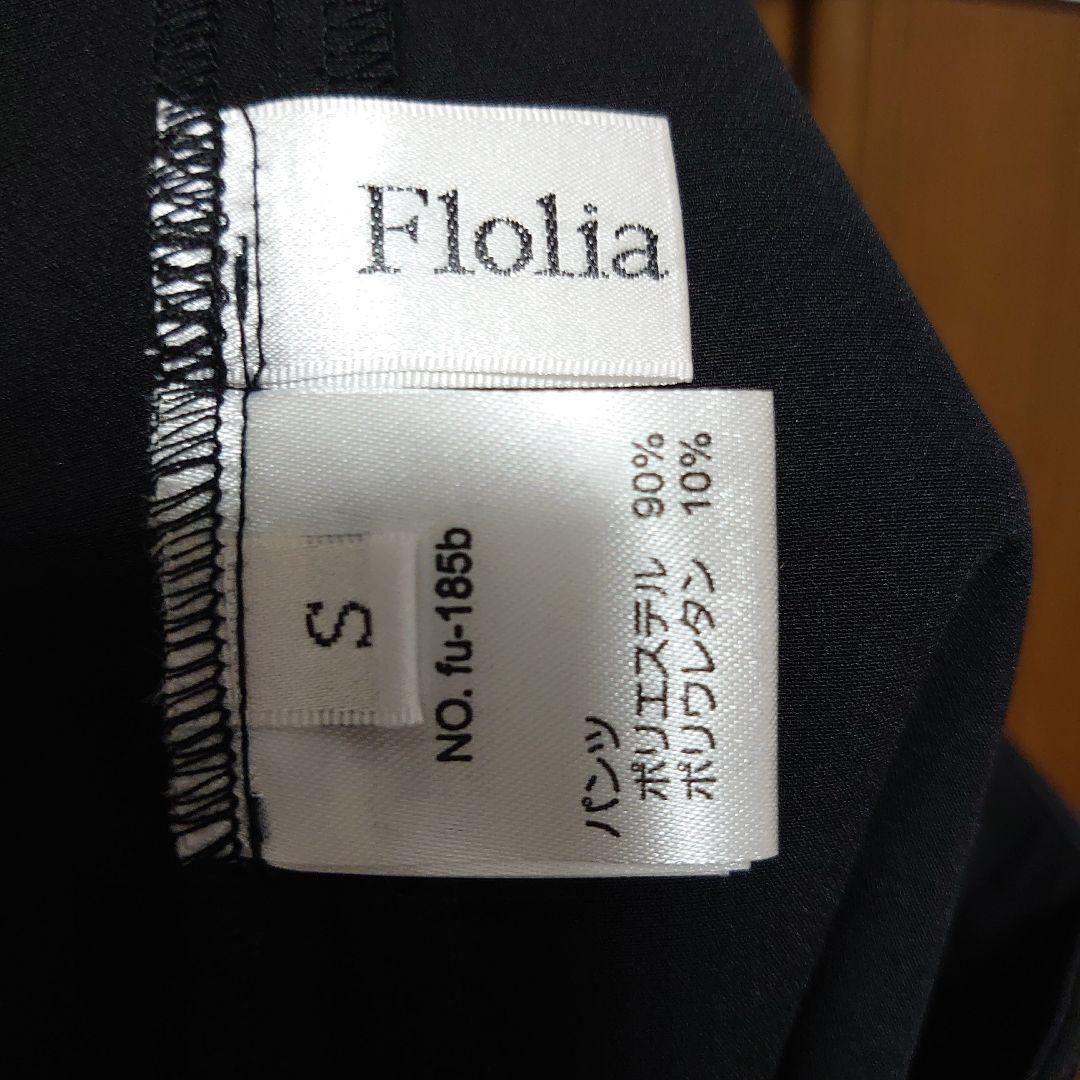 Flolia
S
NO. fu-185b
パンツ
ポリエステル 90%
ポリウレタン 10%